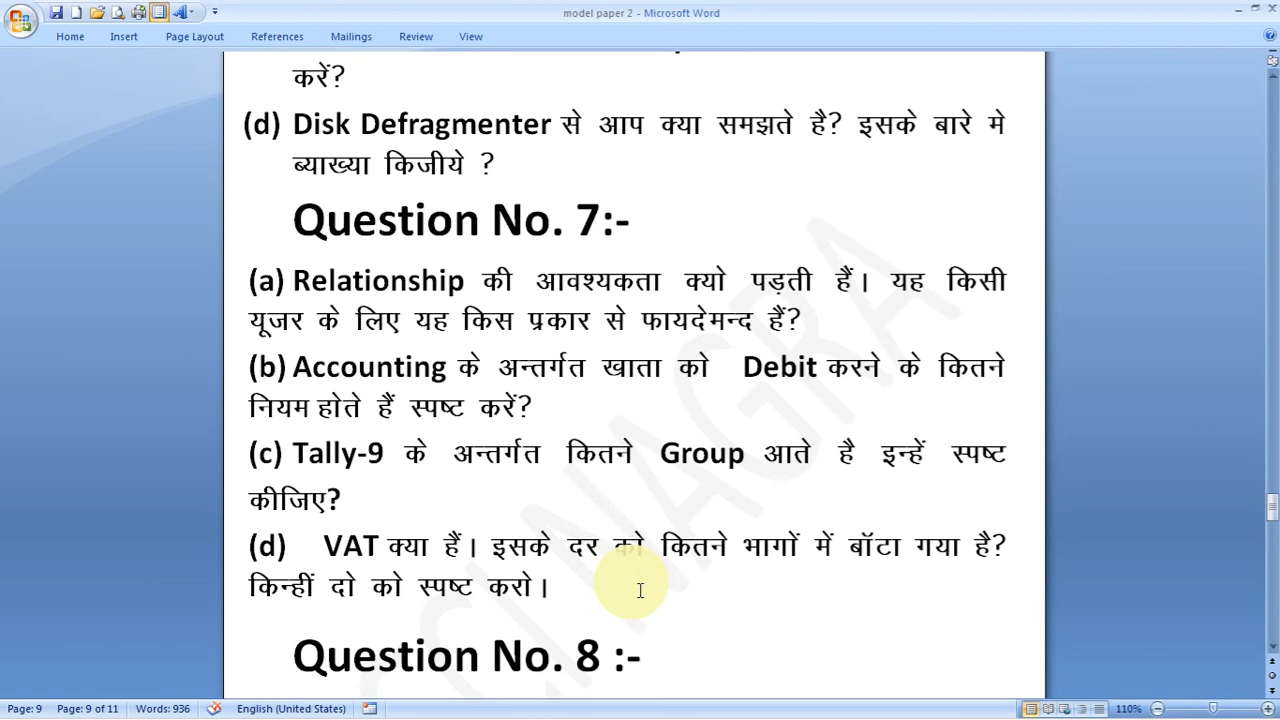 model paper 2 - Microsoft Word
Home Insert Page Layout References Mailings Review View
करें?
(d) Disk Defragmenter से आप क्या समझते है? इसके बारे मे
ब्याख्या किजीये ?
Question No. 7:-
(a) Relationship की आवश्यकता क्यो पड़ती हैं। यह किसी
यूजर के लिए यह किस प्रकार से फायदेमन्द हैं?
(b) Accounting के अन्तर्गत खाता को Debit करने के कितने
नियम होते हैं स्पष्ट करें?
(c) Tally-9 के अन्तर्गत कितने Group आते है इन्हें स्पष्ट
कीजिए?
(d) VAT क्या हैं। इसके दर को कितने भागों में बॉटा गया है?
किन्हीं दो को स्पष्ट करो।
Question No. 8 :-
CCI NAGRA
Page: 9 Page: 9 of 11 Words: 936 English (United States) 110%